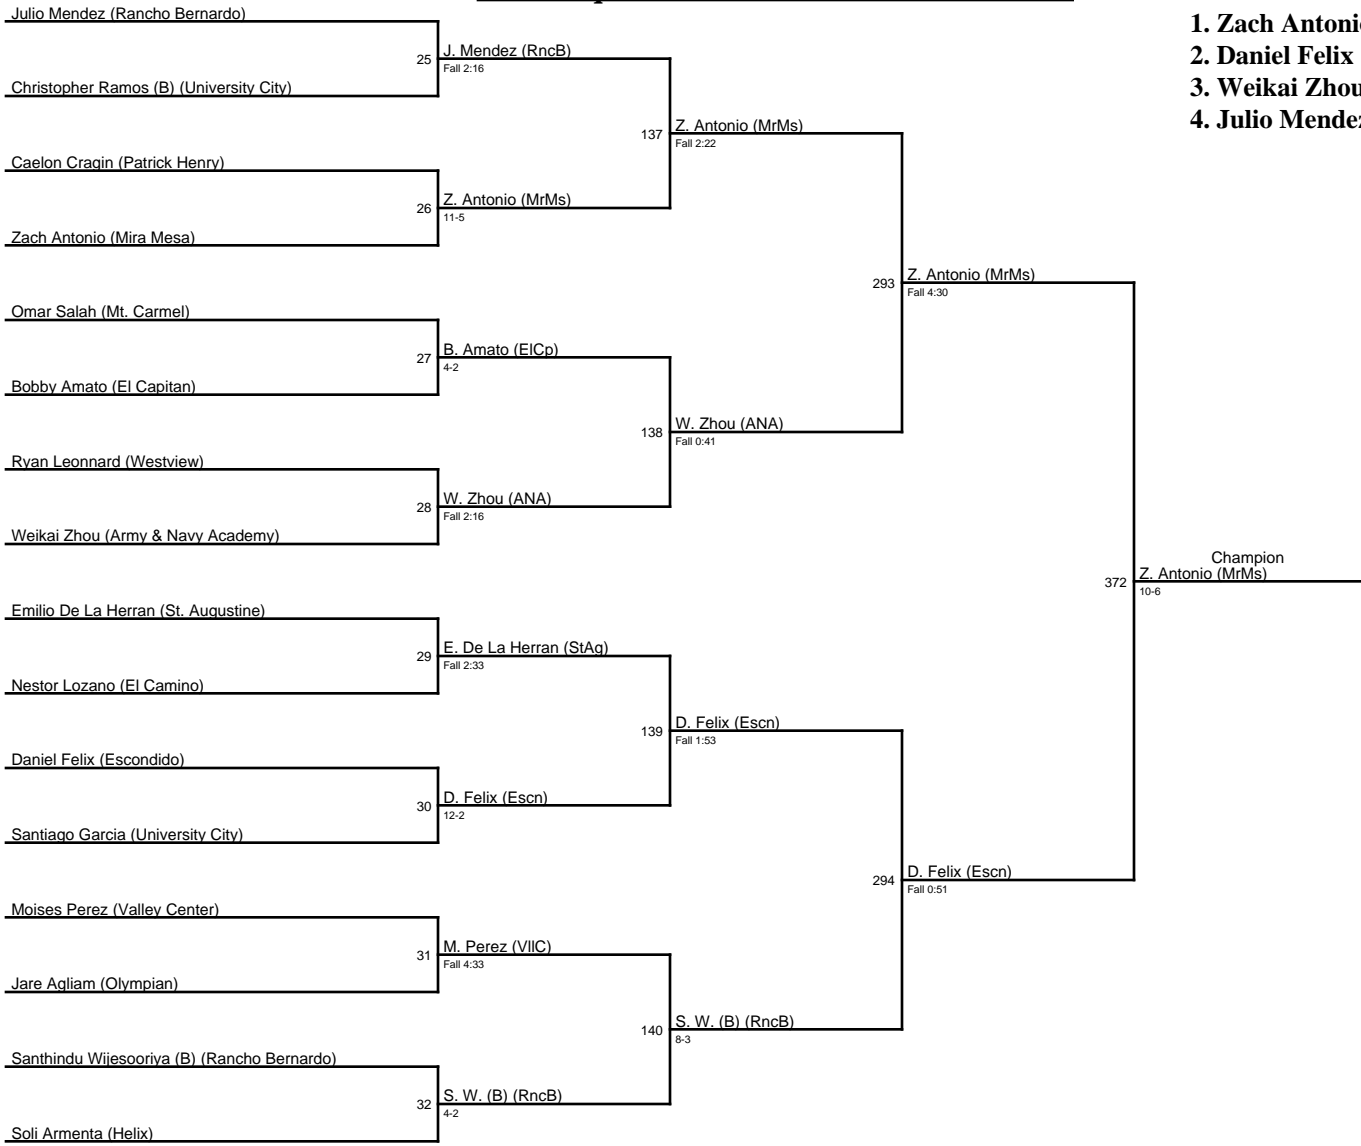 Julio Mendez (Rancho Bernardo)
25 J. Mendez (RncB)
Fall 2:16
Christopher Ramos (B) (University City)
137 Z. Antonio (MrMs)
Fall 2:22
Caelon Cragin (Patrick Henry)
26 Z. Antonio (MrMs)
11-5
Zach Antonio (Mira Mesa)
293 Z. Antonio (MrMs)
Fall 4:30
Omar Salah (Mt. Carmel)
27 B. Amato (ElCp)
4-2
Bobby Amato (El Capitan)
138 W. Zhou (ANA)
Fall 0:41
Ryan Leonnard (Westview)
28 W. Zhou (ANA)
Fall 2:16
Weikai Zhou (Army & Navy Academy)
Champion
372 Z. Antonio (MrMs)
10-6
Emilio De La Herran (St. Augustine)
29 E. De La Herran (StAg)
Fall 2:33
Nestor Lozano (El Camino)
139 D. Felix (Escn)
Fall 1:53
Daniel Felix (Escondido)
30 D. Felix (Escn)
12-2
Santiago Garcia (University City)
294 D. Felix (Escn)
Fall 0:51
Moises Perez (Valley Center)
31 M. Perez (VllC)
Fall 4:33
Jare Agliam (Olympian)
140 S. W. (B) (RncB)
8-3
Santhindu Wijesooriya (B) (Rancho Bernardo)
32 S. W. (B) (RncB)
4-2
Soli Armenta (Helix)
1. Zach Antonio
2. Daniel Felix
3. Weikai Zhou
4. Julio Mendez